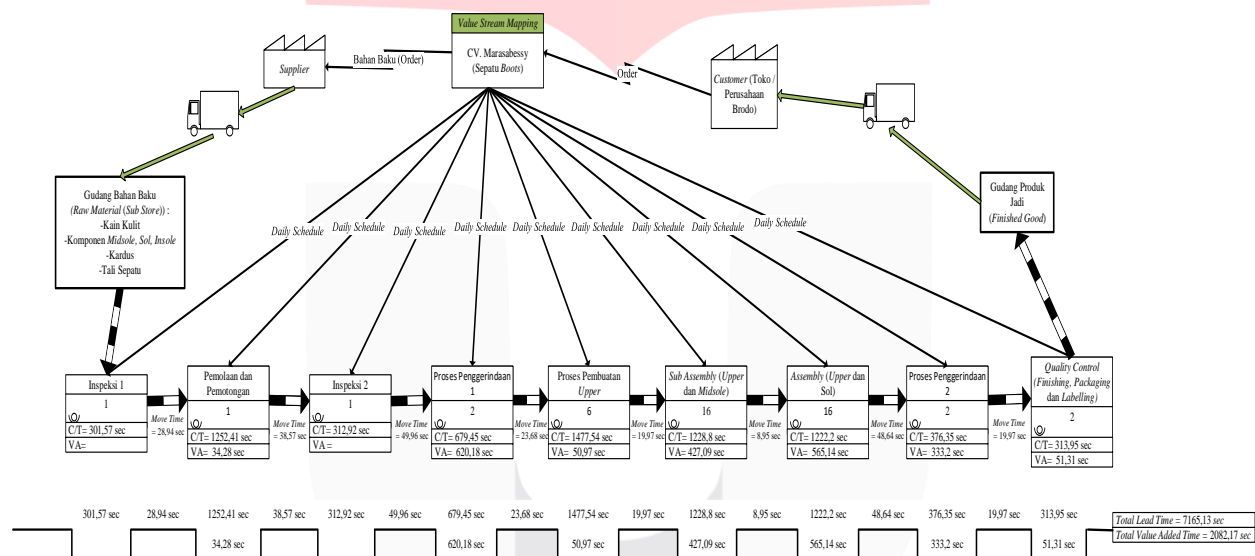 Value Stream Mapping
CV. Marasabessy
(Sepatu Boots)
Supplier
Bahan Baku (Order)
Order
Customer (Toko /
Perusahaan
Brodo)
Gudang Bahan Baku
(Raw Material (Sub Store)) :
-Kain Kulit
-Komponen Midsole, Sol, Insole
-Kardus
-Tali Sepatu
Gudang Produk
Jadi
(Finished Good)
Daily Schedule
Daily Schedule
Daily Schedule
Daily Schedule
Daily Schedule
Daily Schedule
Daily Schedule
Daily Schedule
Daily Schedule
Inspeksi 1
1
C/T= 301,57 sec
VA=
Move Time
= 28,94 sec
Pemolaan dan
Pemotongan
1
C/T= 1252,41 sec
VA= 34,28 sec
Move Time
= 38,57 sec
Inspeksi 2
1
C/T= 312,92 sec
VA =
Move Time
= 49,96 sec
Proses Penggerindaan
1
2
C/T= 679,45 sec
VA= 620,18 sec
Move Time
= 23,68 sec
Proses Pembuatan
Upper
6
C/T= 1477,54 sec
VA= 50,97 sec
Move Time
= 19,97 sec
Sub Assembly (Upper
dan Midsole)
16
C/T= 1228,8 sec
VA= 427,09 sec
Move Time
= 8,95 sec
Assembly (Upper dan
Sol)
16
C/T= 1222,2 sec
VA= 565,14 sec
Move Time
= 48,64 sec
Proses Penggerindaan
2
2
C/T= 376,35 sec
VA= 333,2 sec
Move Time
= 19,97 sec
Quality Control
(Finishing, Packaging
dan Labelling)
2
C/T= 313,95 sec
VA= 51,31 sec
301,57 sec 28,94 sec 1252,41 sec 38,57 sec 312,92 sec 49,96 sec 679,45 sec 23,68 sec 1477,54 sec 19,97 sec 1228,8 sec 8,95 sec 1222,2 sec 48,64 sec 376,35 sec 19,97 sec 313,95 sec
34,28 sec 620,18 sec 50,97 sec 427,09 sec 565,14 sec 333,2 sec 51,31 sec
Total Lead Time = 7165,13 sec
Total Value Added Time = 2082,17 sec